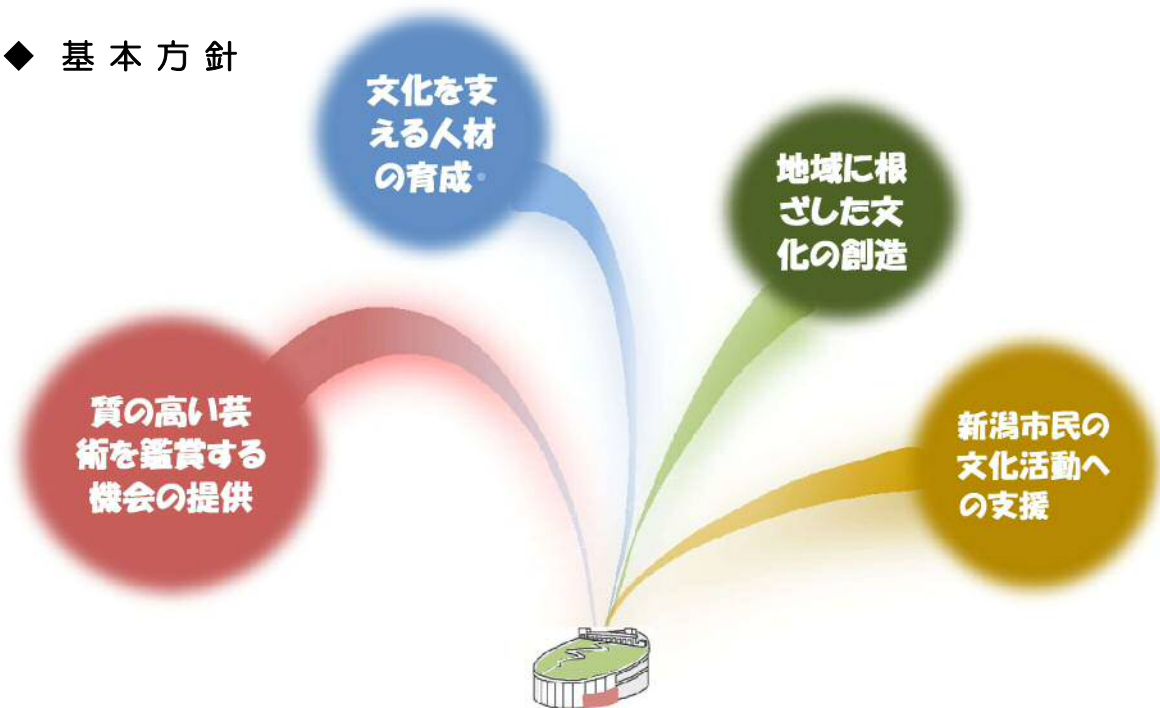 ◆ 基本方針
文化を支
える人材
の育成
地域に根
ざした文
化の創造
質の高い芸
術を鑑賞する
機会の提供
新潟市民の
文化活動へ
の支援